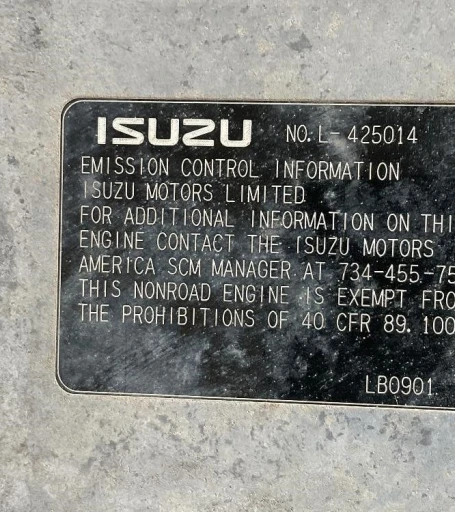 ISUZU NO. L-425014
EMISSION CONTROL INFORMATION
ISUZU MOTORS LIMITED
FOR ADDITIONAL INFORMATION ON THI
ENGINE CONTACT THE ISUZU MOTORS
AMERICA SCM MANAGER AT 734-455-75
THIS NONROAD ENGINE IS EXEMPT FRO
THE PROHIBITIONS OF 40 CFR 89.100
LB0901